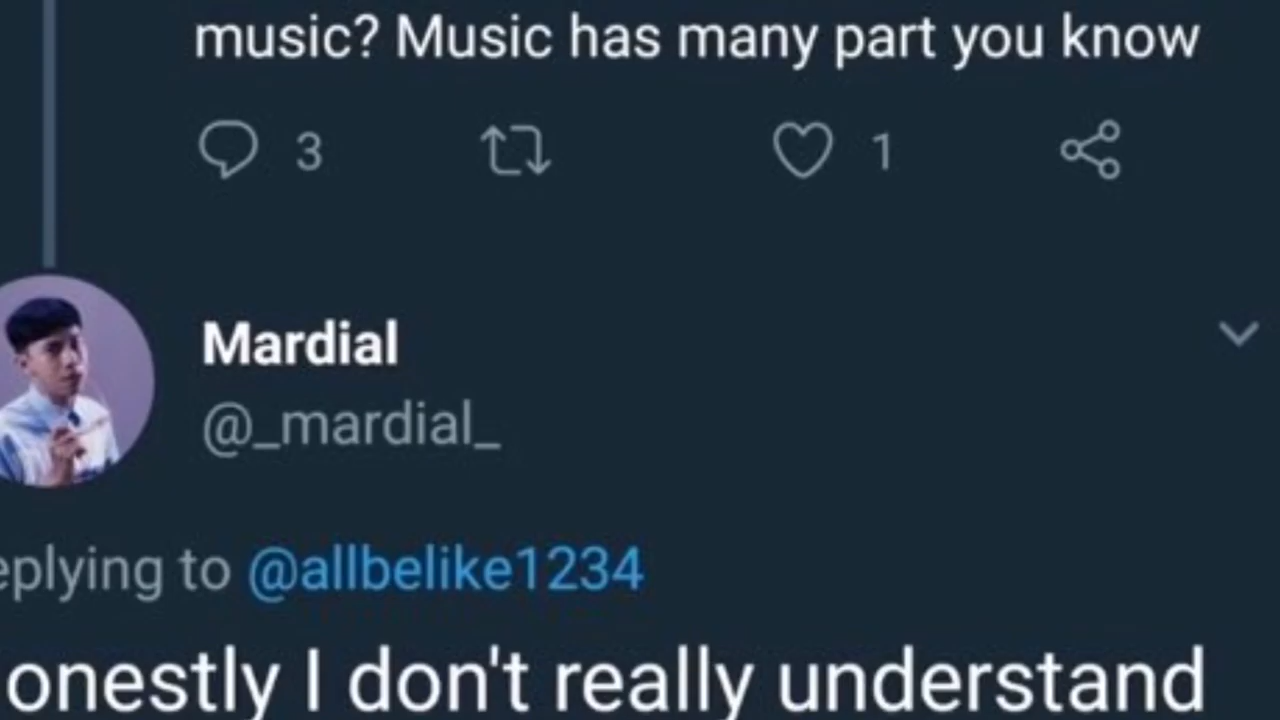 music? Music has many part you know
3 1
Mardial
@_mardial_
eplying to @allbelike1234
onestly I don't really understand